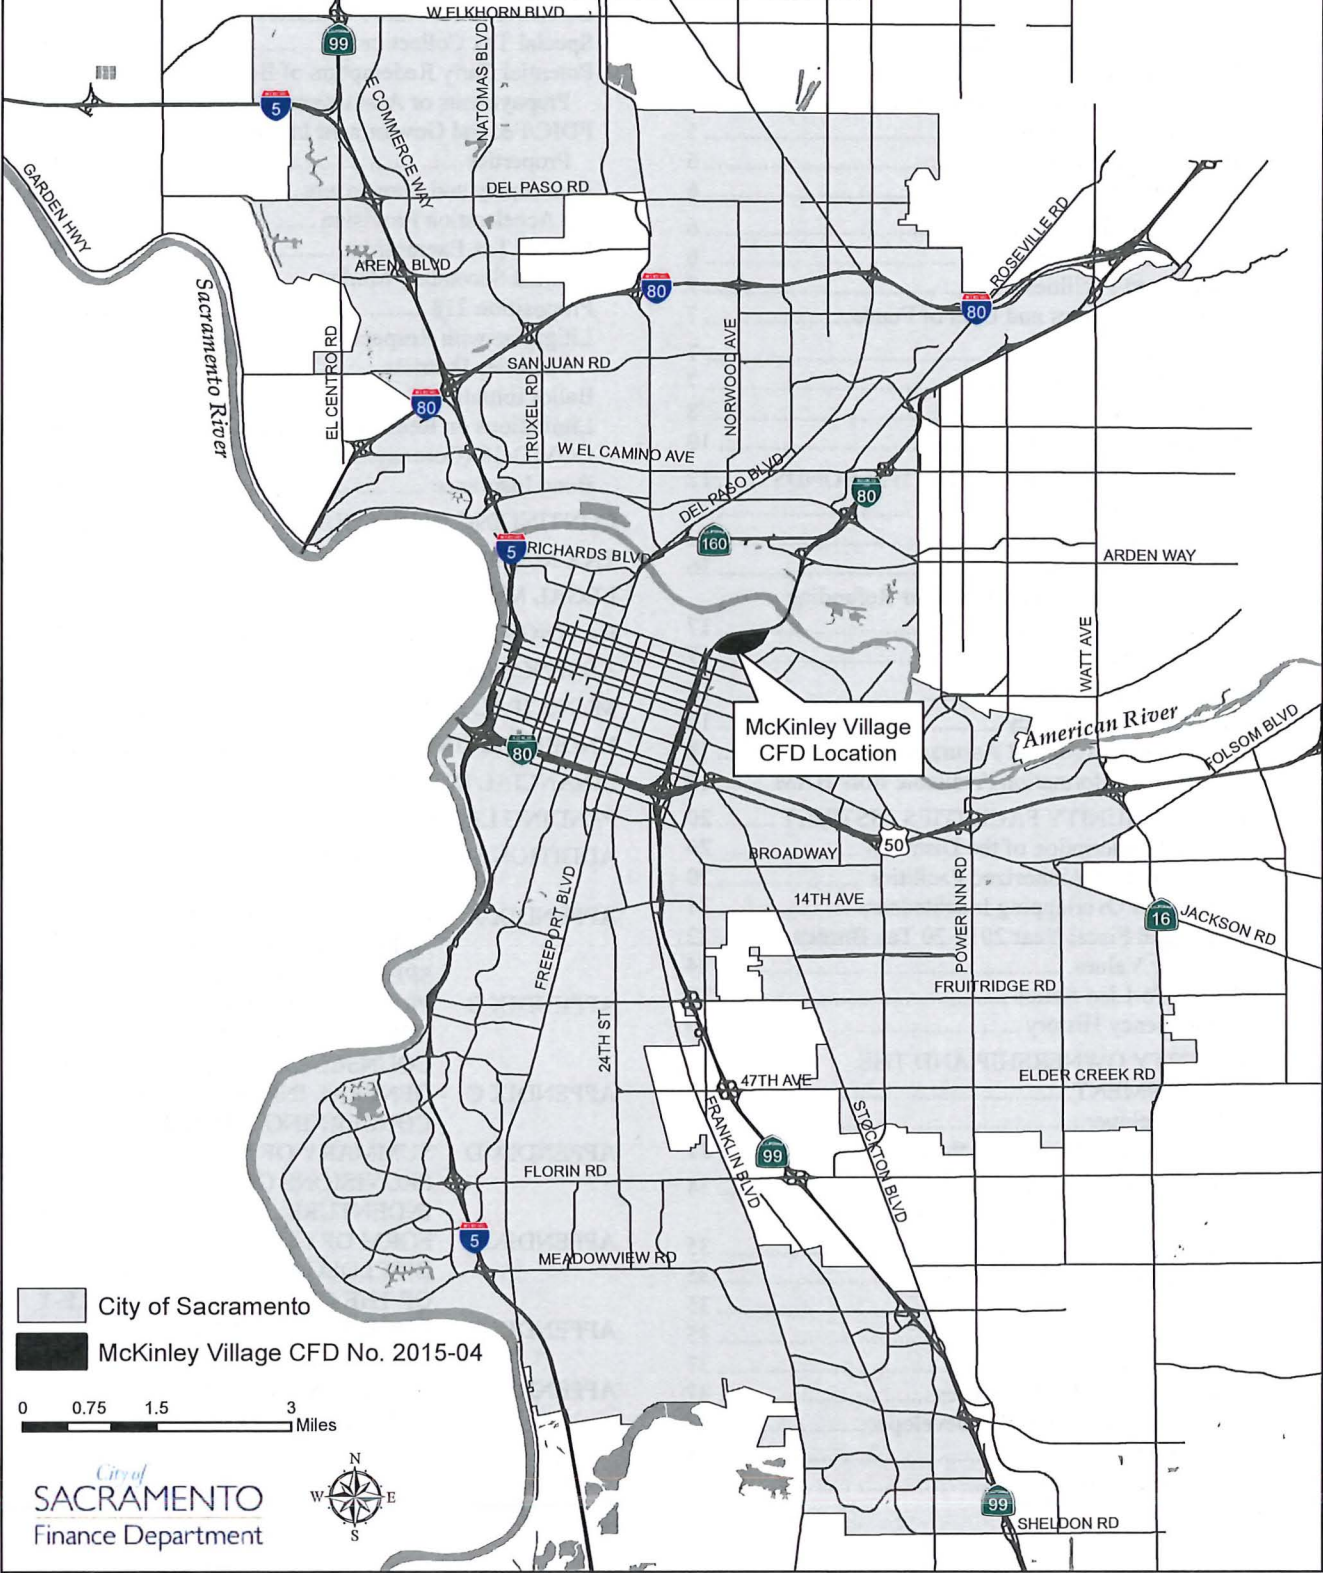 W ELKHORN BLVD
99
5
E COMMERCE WAY
NATOMAS BLVD
GARDEN HWY
DEL PASO RD
ARENA BLVD
ROSEVILLE RD
80
80
Sacramento River
EL CENTRO RD
SAN JUAN RD
80
TRUXEL RD
NORWOOD AVE
W EL CAMINO AVE
DEL PASO BLVD
80
160
5
RICHARDS BLVD
ARDEN WAY
WATT AVE
McKinley Village
CFD Location
American River
FOLSOM BLVD
80
50
BROADWAY
14TH AVE
POWER INN RD
16
JACKSON RD
FREEPORT BLVD
FRUITRIDGE RD
24TH ST
47TH AVE
ELDER CREEK RD
FRANKLIN BLVD
STOCKTON BLVD
99
FLORIN RD
5
MEADOWVIEW RD
City of Sacramento
McKinley Village CFD No. 2015-04
0 0.75 1.5 3
Miles
City of
SACRAMENTO
Finance Department
N
W E
S
99
SHELDON RD